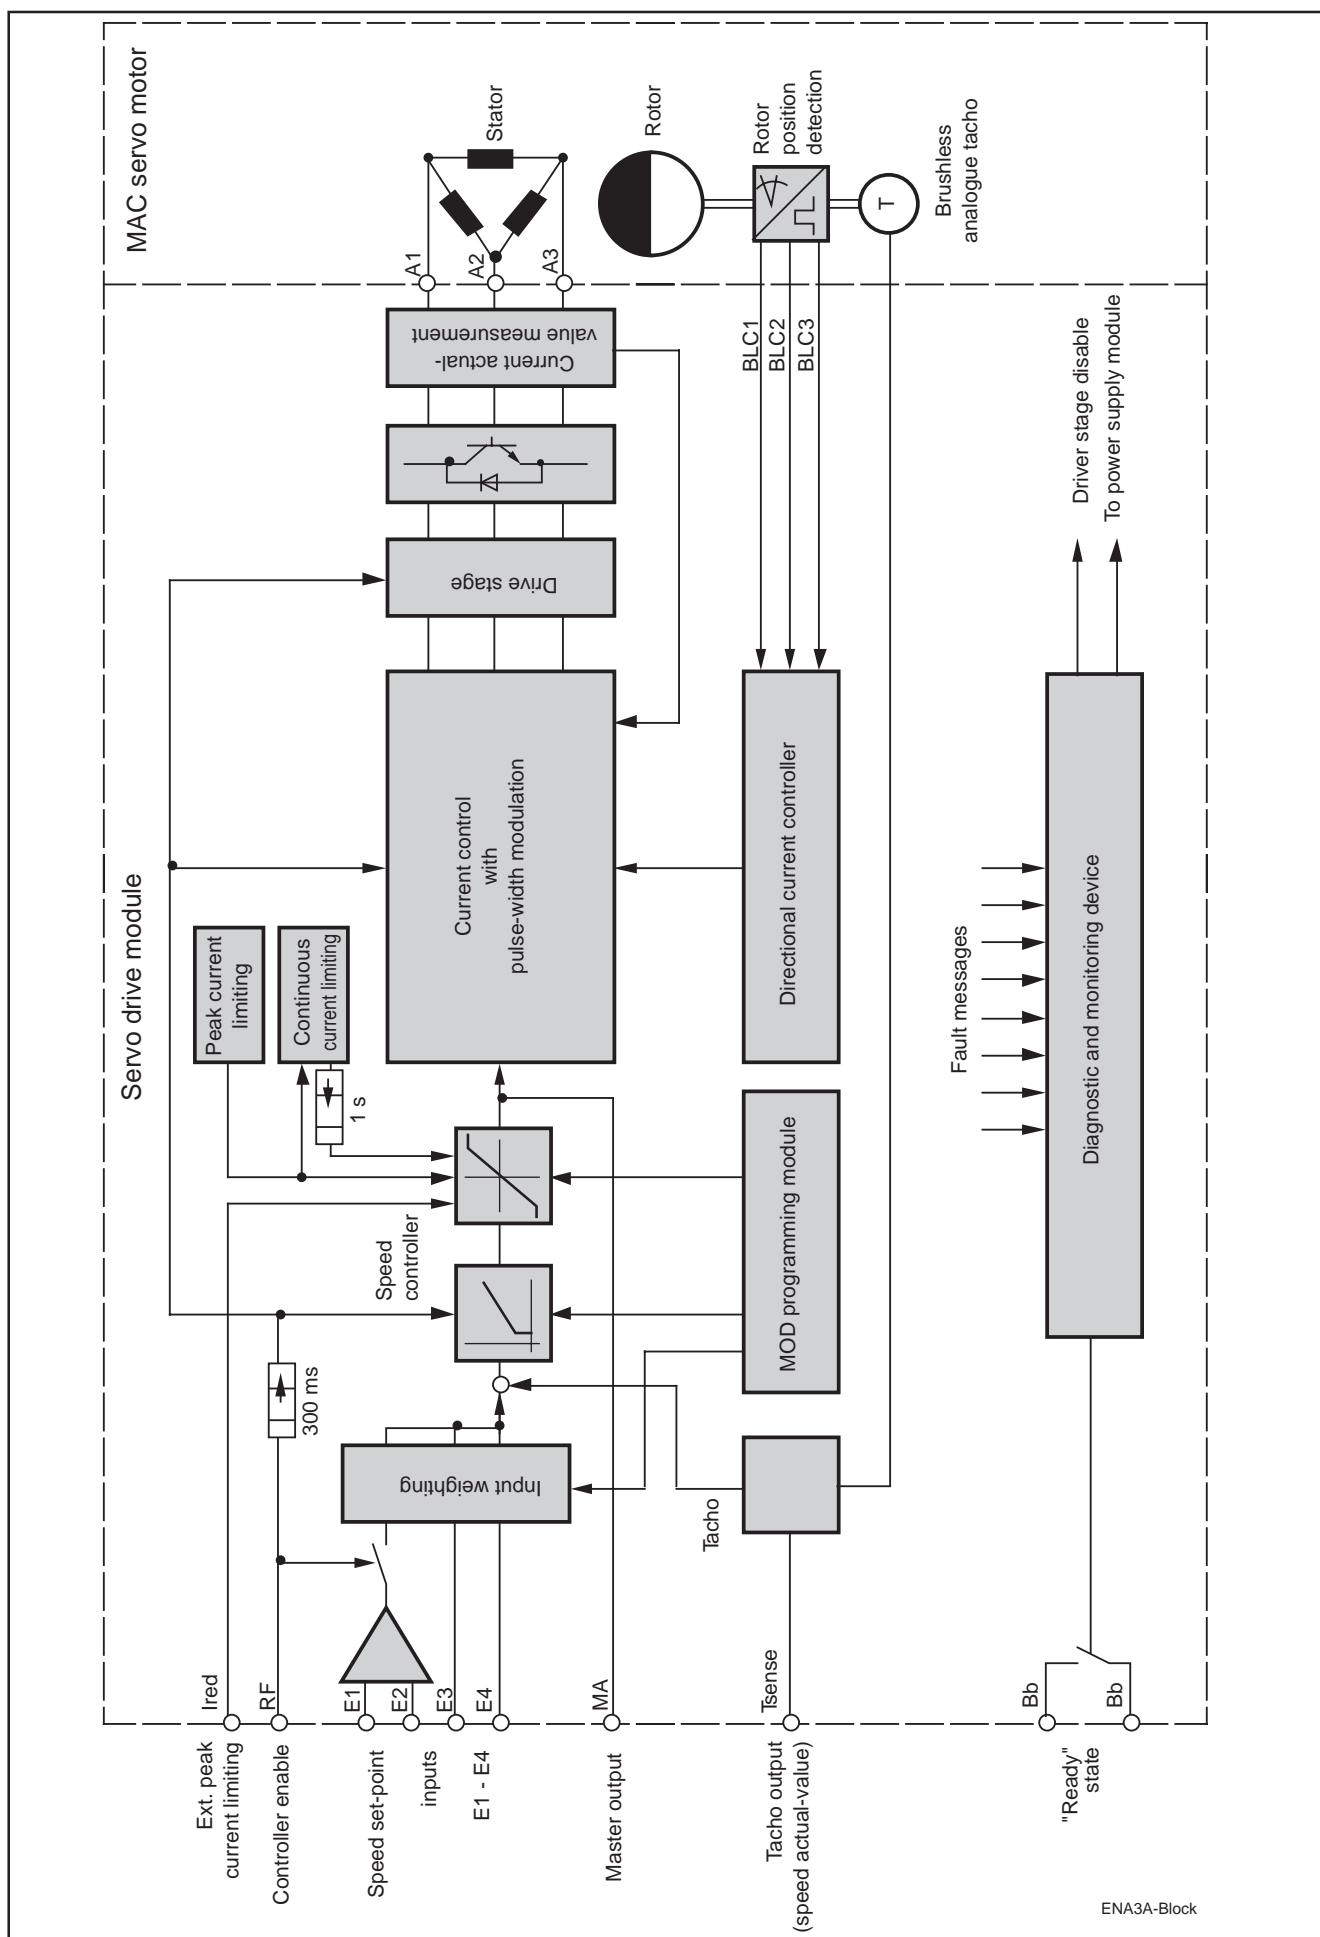 MAC servo motor
Servo drive module
Stator
Rotor
Rotor
position
detection
Brushless
analogue tacho
T
A1
A2
A3
Current actual-
value measurement
BLC1
BLC2
BLC3
Drive stage
Driver stage disable
To power supply module
Current control
with
pulse-width modulation
Directional current controller
Peak current
limiting
Continuous
current limiting
1 s
Speed
controller
MOD programming module
Fault messages
Diagnostic and monitoring device
300 ms
Input weighting
Tacho
Ired
RF
E1
E2
E3
E4
MA
Tsense
Bb
Bb
Ext. peak
current limiting
Controller enable
Speed set-point
inputs
E1 - E4
Master output
Tacho output
(speed actual-value)
"Ready"
state
ENA3A-Block